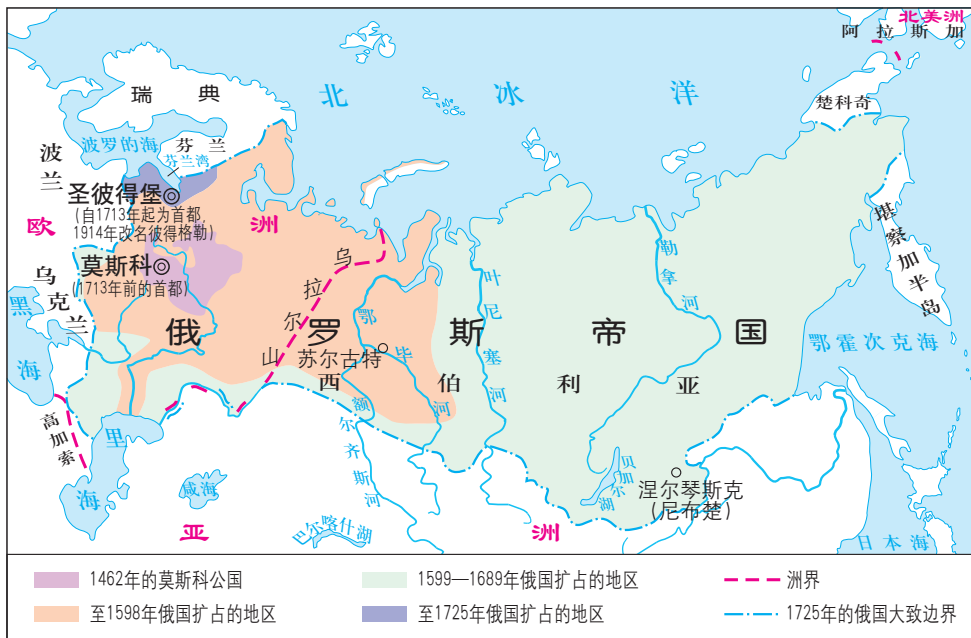 北美洲
阿拉斯加
北冰洋
瑞典
楚科奇
波罗的海
芬兰
芬兰湾
波兰
圣彼得堡
(自1713年起为首都,
1914年改名彼得格勒)
欧洲
堪察加半岛
莫斯科
(1713年前的首都)
乌克兰
黑海
乌拉尔山
鄂毕河
叶尼塞河
勒拿河
俄罗斯帝国
鄂霍次克海
苏尔古特
西伯利亚
额尔齐斯河
高加索
里海
咸海
贝加尔湖
涅尔琴斯克
(尼布楚)
亚洲
巴尔喀什湖
日本海
1462年的莫斯科公国
1599—1689年俄国扩占的地区
洲界
至1598年俄国扩占的地区
至1725年俄国扩占的地区
1725年的俄国大致边界